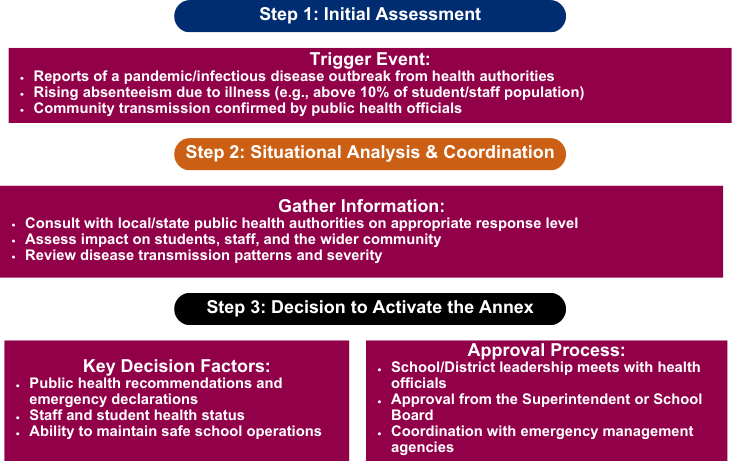 Step 1: Initial Assessment
Trigger Event:
• Reports of a pandemic/infectious disease outbreak from health authorities
• Rising absenteeism due to illness (e.g., above 10% of student/staff population)
• Community transmission confirmed by public health officials
Step 2: Situational Analysis & Coordination
Gather Information:
• Consult with local/state public health authorities on appropriate response level
• Assess impact on students, staff, and the wider community
• Review disease transmission patterns and severity
Step 3: Decision to Activate the Annex
Key Decision Factors:
• Public health recommendations and
emergency declarations
• Staff and student health status
• Ability to maintain safe school operations
Approval Process:
• School/District leadership meets with health
officials
• Approval from the Superintendent or School
Board
• Coordination with emergency management
agencies